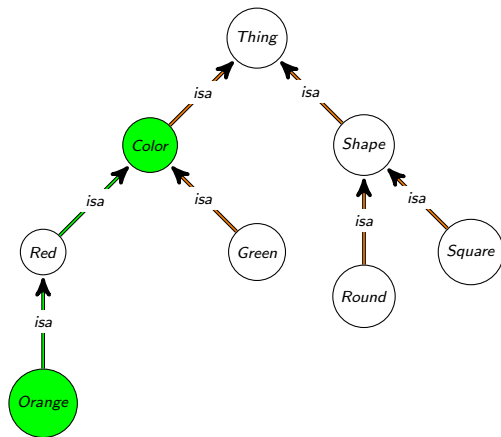 Thing
isa
isa
Color
Shape
isa
isa
isa
isa
Red
Green
Square
Round
isa
Orange